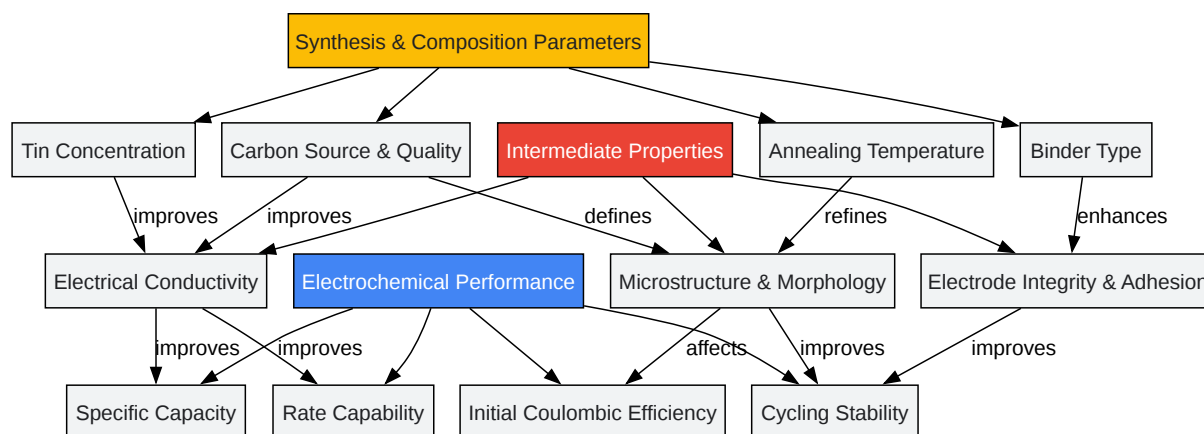 Synthesis & Composition Parameters
Tin Concentration
Carbon Source & Quality
Intermediate Properties
Annealing Temperature
Binder Type
improves
improves
defines
refines
enhances
Electrical Conductivity
Electrochemical Performance
Microstructure & Morphology
Electrode Integrity & Adhesion
improves
improves
affects
improves
improves
Specific Capacity
Rate Capability
Initial Coulombic Efficiency
Cycling Stability